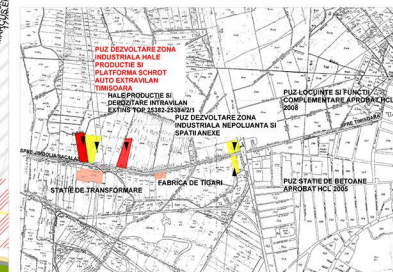 PUZ DEZVOLTARE ZONA
INDUSTRIALA HALE
PRODUCTIE SI
PLATFORMA SCHROT
AUTO EXTRAVILAN
TIMISOARA
HALE PRODUCTIE SI
DEPOZITARE INTRAVILAN
EXTINS TOP 25382-25384/2/1
PUZ DEZVOLTARE ZONA
INDUSTRIALA NEPOLUANTA SI
SPATII ANEXE
PUZ LOCUINTE SI FUNCTII
COMPLEMENTARE APROBAT HCL
2008
SPRE TIMISOARA
SPRE JIMBOLIA/SACALAZ
STATIE DE TRANSFORMARE
FABRICA DE TIGARI
PUZ STATIE DE BETOANE
APROBAT HCL 2005